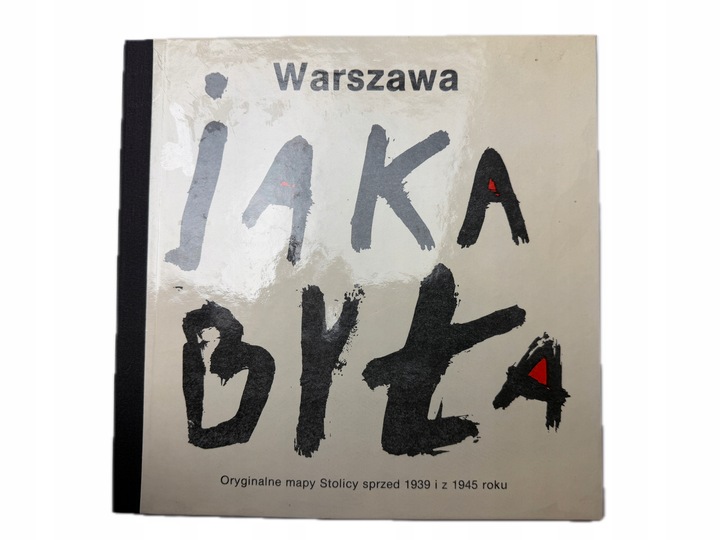 Warszawa
jAKA
BYŁA
Oryginalne mapy Stolicy sprzed 1939 i z 1945 roku